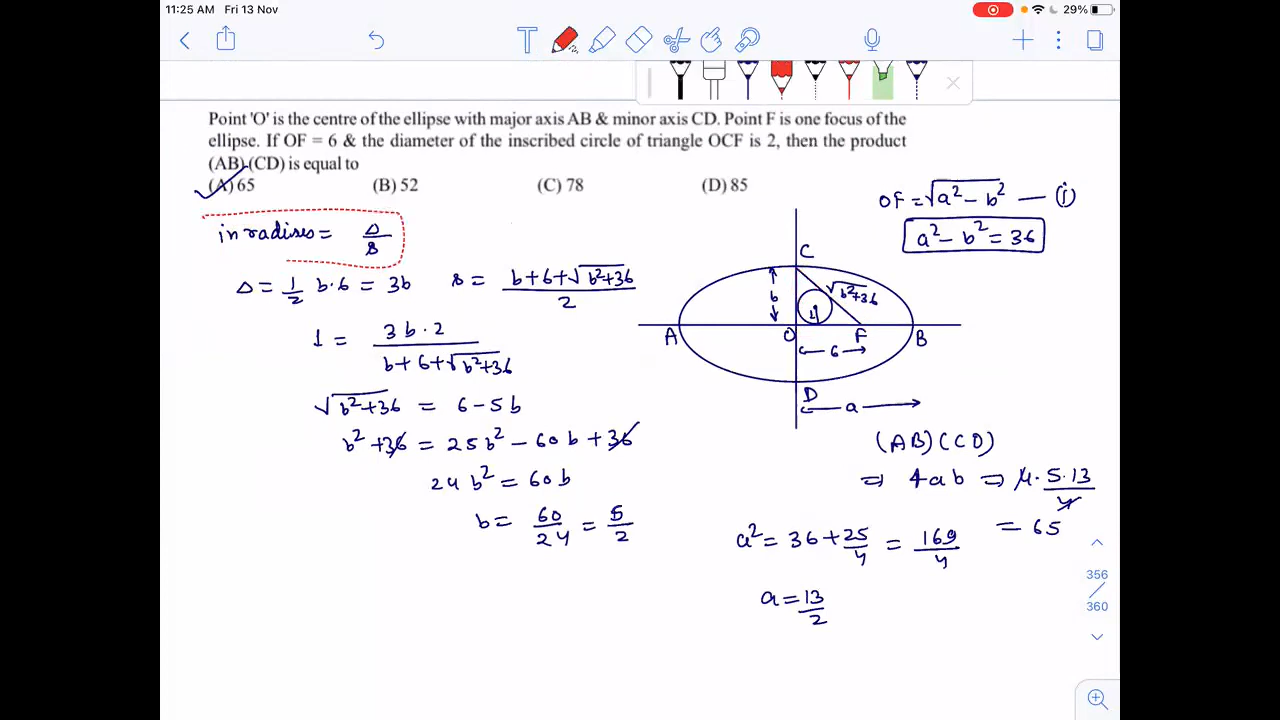 11:25 AM Fri 13 Nov
29%
Point 'O' is the centre of the ellipse with major axis AB & minor axis CD. Point F is one focus of the
ellipse. If OF = 6 & the diameter of the inscribed circle of triangle OCF is 2, then the product
(AB) (CD) is equal to
(A) 65 (B) 52 (C) 78 (D) 85
OF = √(a² – b²) — (i)
a² – b² = 36
in radises = Δ/s
Δ = 1/2 b·6 = 3b
s = (b+6+√(b²+36))/2
1 = (3b·2)/(b+6+√(b²+36))
√(b²+36) = 6–5b
b²+36 = 25b² – 60b + 36
24b² = 60b
b = 60/24 = 5/2
C
b
√(b²+36)
1
A
O
F
B
6
D
a
(AB)(CD)
⇒ 4ab ⇒ 4·5·13/4
= 65
a² = 36 + 25/4 = 169/4
a = 13/2
356
360